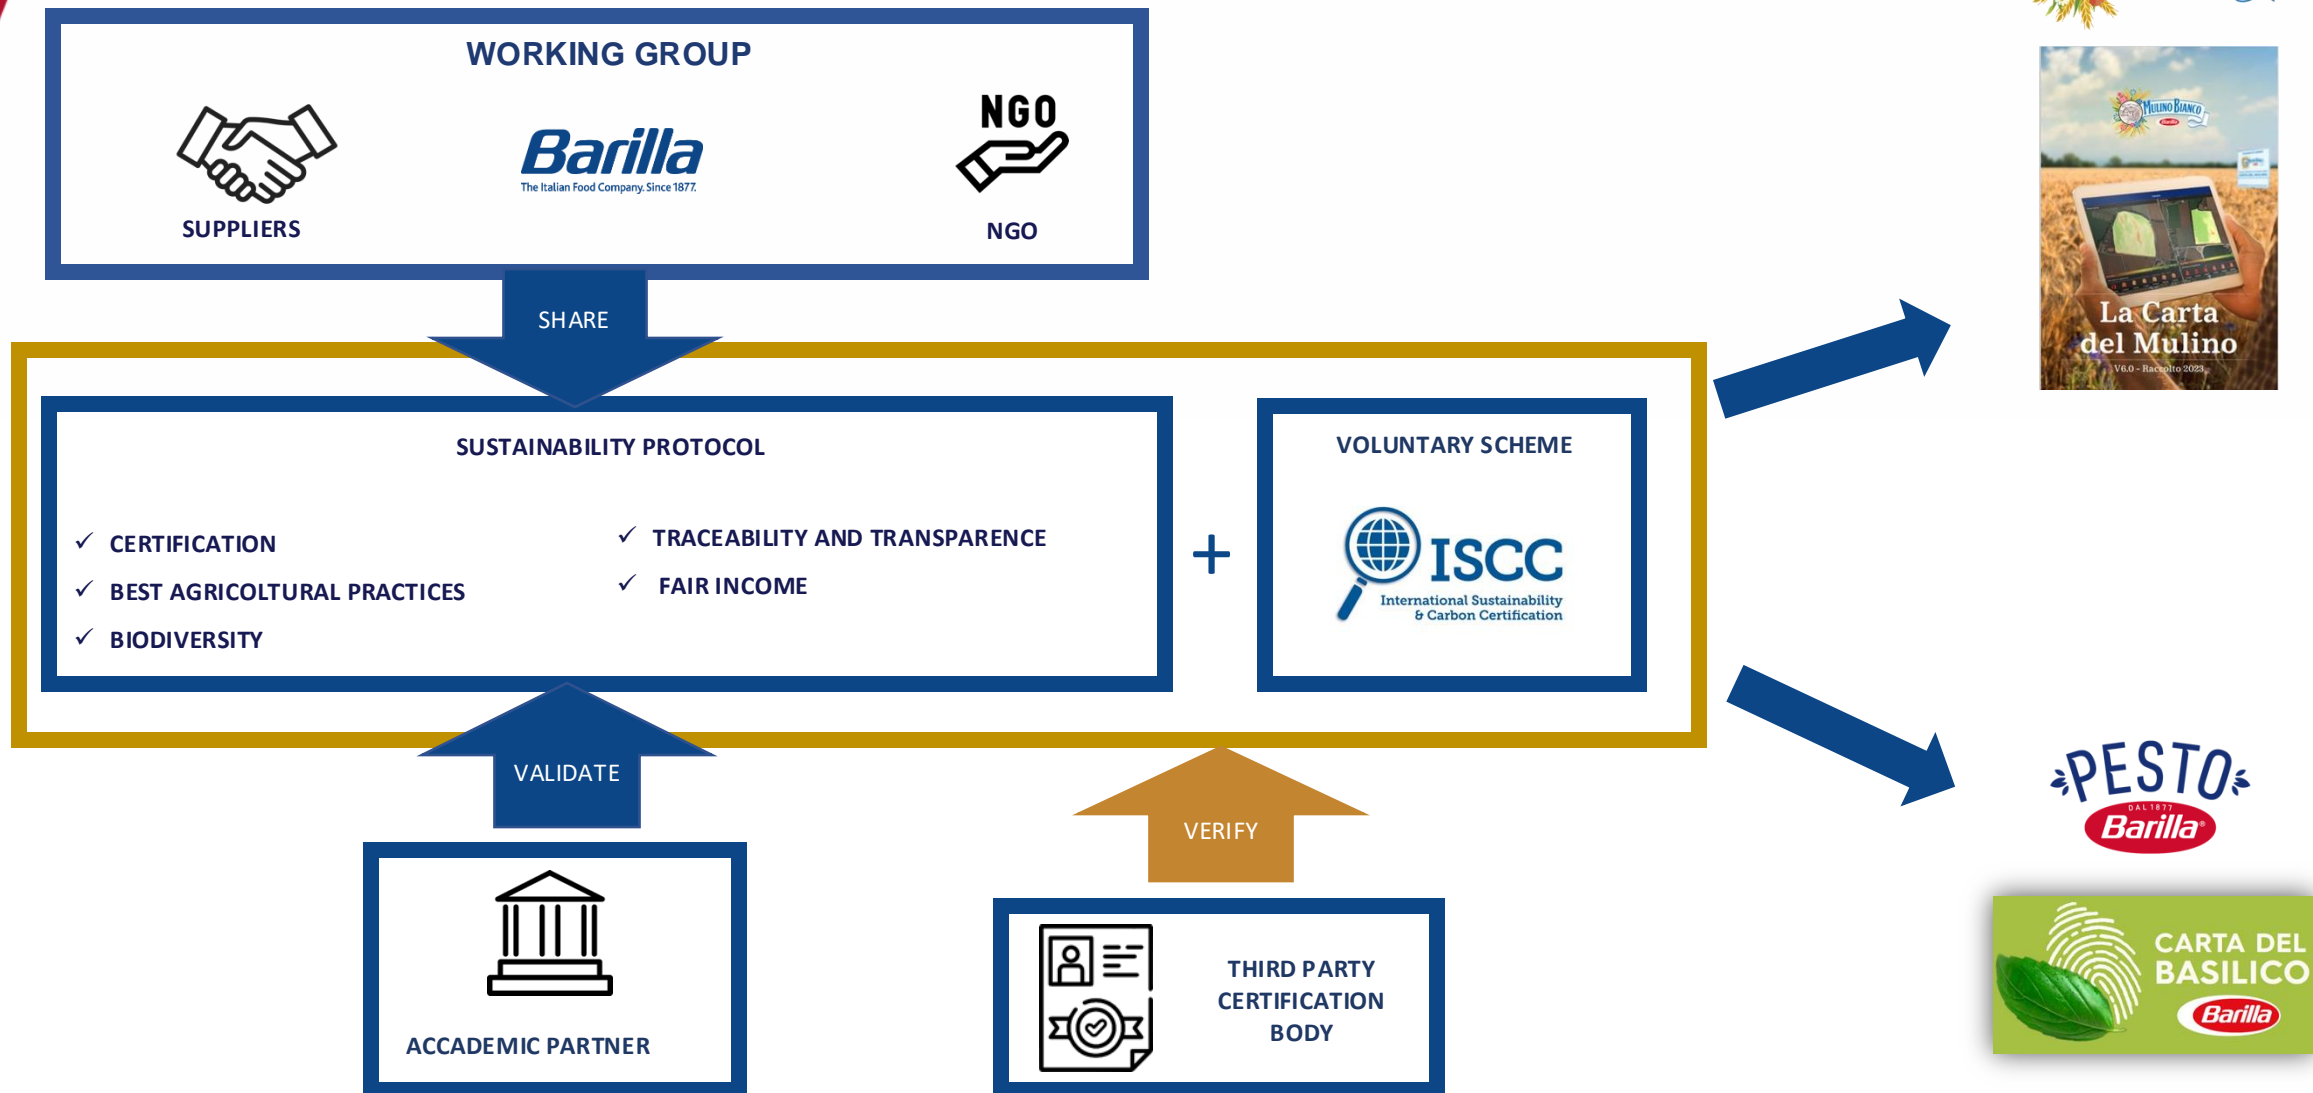 WORKING GROUP
NGO
Barilla
The Italian Food Company. Since 1877.
SUPPLIERS
NGO
SHARE
SUSTAINABILITY PROTOCOL
✓ CERTIFICATION
✓ BEST AGRICOLTURAL PRACTICES
✓ BIODIVERSITY
✓ TRACEABILITY AND TRANSPARENCE
✓ FAIR INCOME
+
VOLUNTARY SCHEME
ISCC
International Sustainability
& Carbon Certification
VALIDATE
VERIFY
ACCADEMIC PARTNER
THIRD PARTY
CERTIFICATION
BODY
MULINO BIANCO
Barilla
La Carta
del Mulino
V6.0 - Raccolto 2023
PESTO
DAL 1877
Barilla
CARTA DEL
BASILICO
Barilla